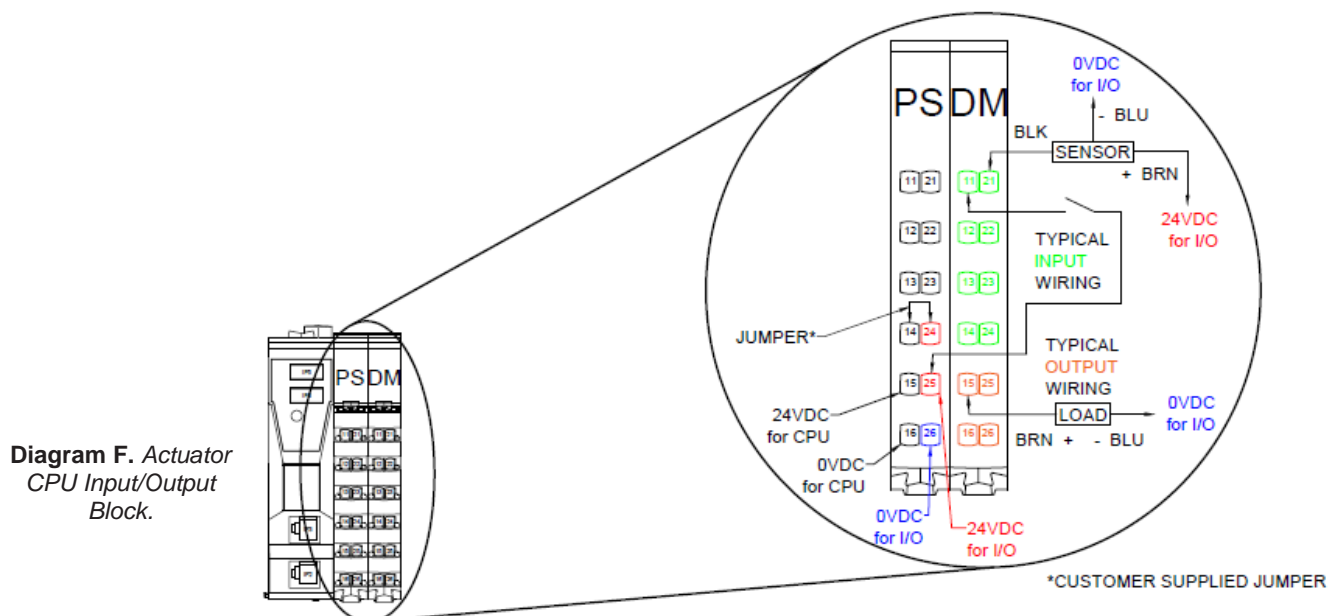 0VDC
for I/O
PS DM
BLK
- BLU
SENSOR
+ BRN
11 21 11 21
24VDC
for I/O
12 22 12 22
TYPICAL
INPUT
WIRING
13 23 13 23
JUMPER*
14 24 14 24
TYPICAL
OUTPUT
WIRING
PS DM
15 25 15 25
24VDC
for CPU
LOAD
0VDC
for I/O
BRN + - BLU
16 26 16 26
0VDC
for CPU
Diagram F. Actuator
CPU Input/Output
Block.
0VDC
for I/O
24VDC
for I/O
*CUSTOMER SUPPLIED JUMPER